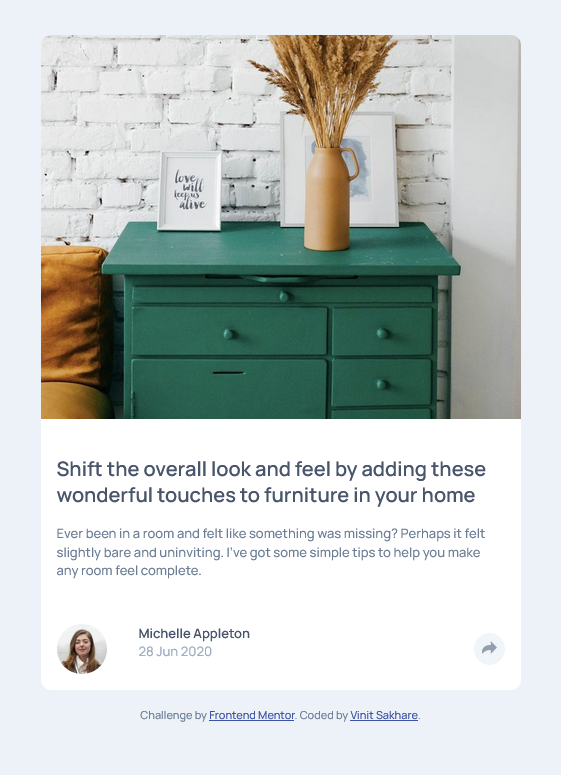 love
will
keep us
alive
Shift the overall look and feel by adding these
wonderful touches to furniture in your home
Ever been in a room and felt like something was missing? Perhaps it felt
slightly bare and uninviting. I've got some simple tips to help you make
any room feel complete.
Michelle Appleton
28 Jun 2020
Challenge by Frontend Mentor. Coded by Vinit Sakhare.